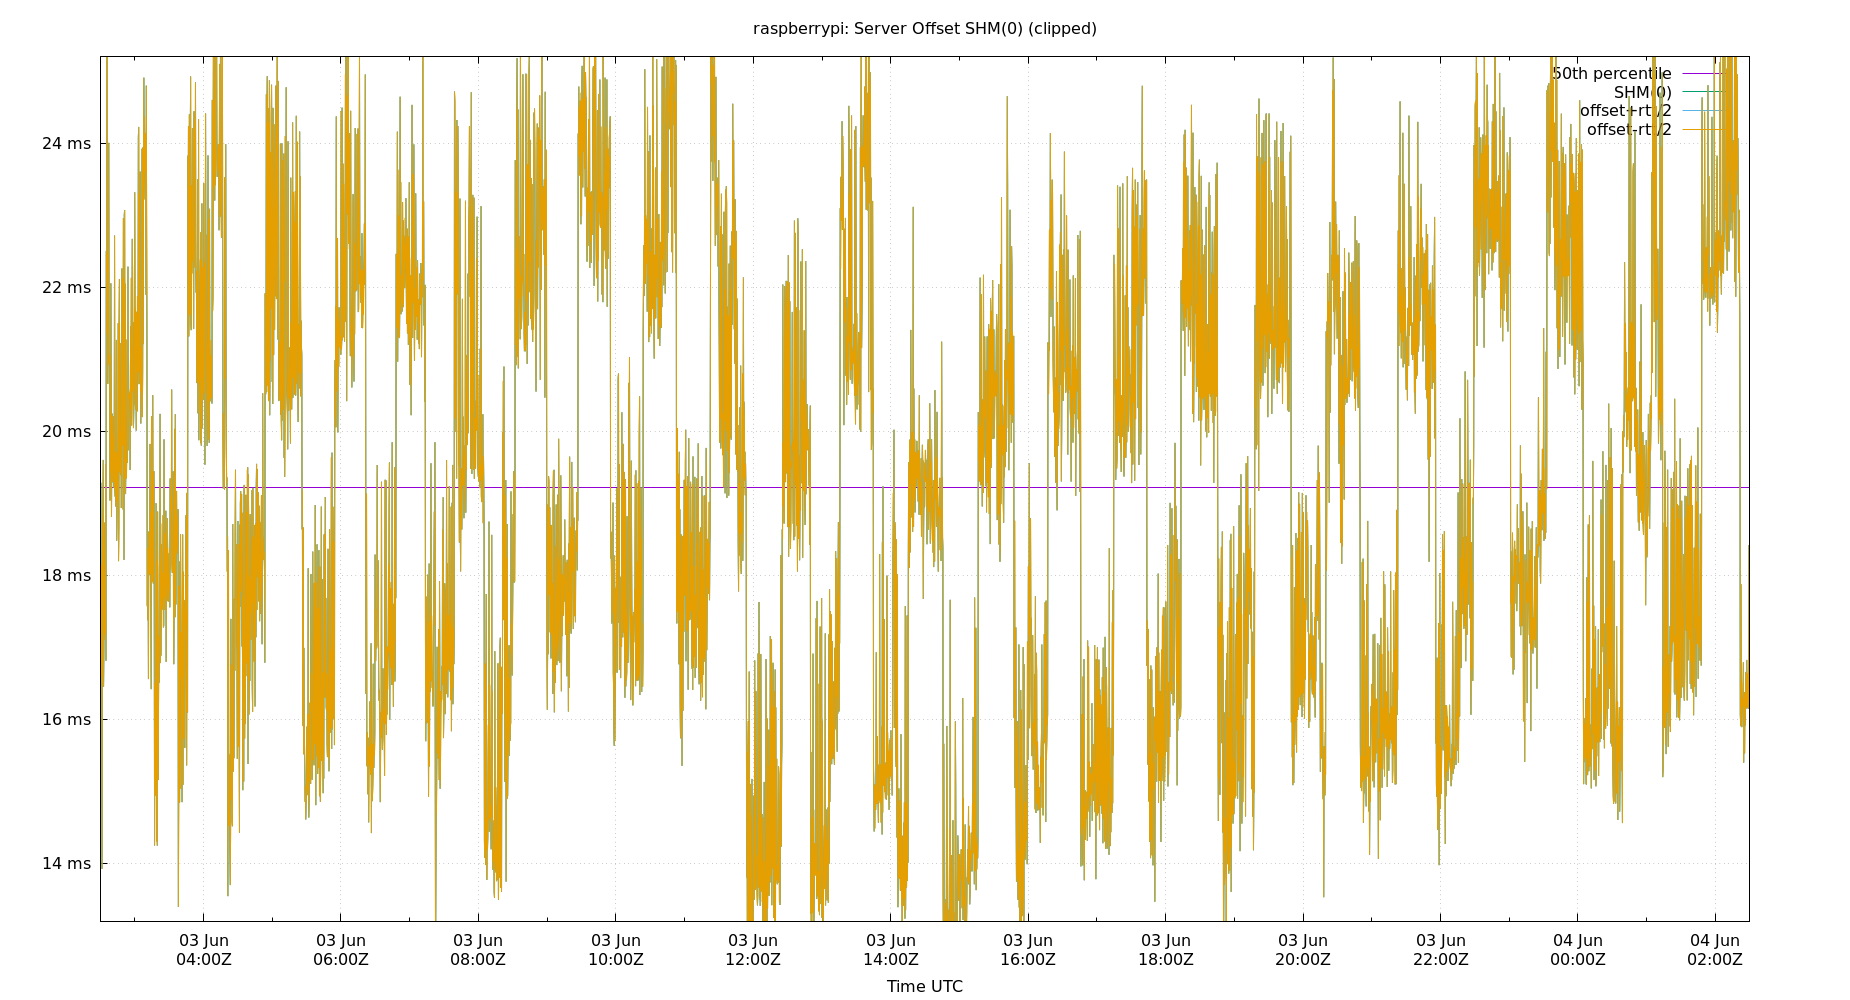 raspberrypi: Server Offset SHM(0) (clipped)
50th percentile
SHM(0)
offset+rtt/2
offset-rtt/2
24 ms
22 ms
20 ms
18 ms
16 ms
14 ms
03 Jun 03 Jun 03 Jun 03 Jun 03 Jun 03 Jun 03 Jun 03 Jun 03 Jun 03 Jun 04 Jun 04 Jun
04:00Z 06:00Z 08:00Z 10:00Z 12:00Z 14:00Z 16:00Z 18:00Z 20:00Z 22:00Z 00:00Z 02:00Z
Time UTC